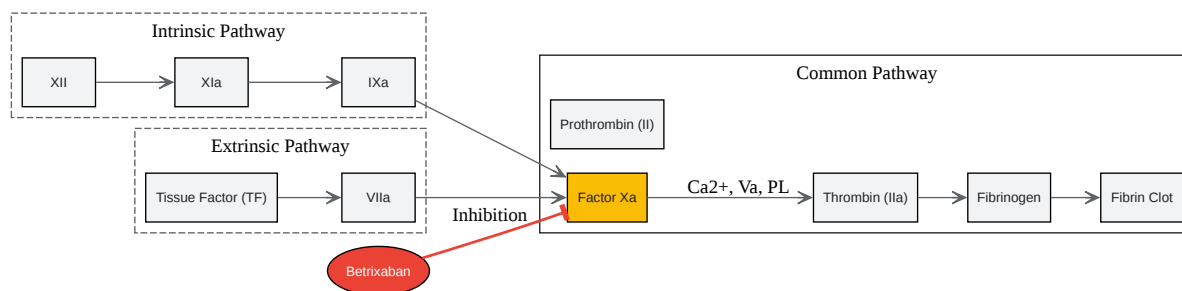 Intrinsic Pathway
XII
XIa
IXa
Common Pathway
Prothrombin (II)
Extrinsic Pathway
Tissue Factor (TF)
VIIa
Inhibition
Factor Xa
Ca2+, Va, PL
Thrombin (IIa)
Fibrinogen
Fibrin Clot
Betrixaban